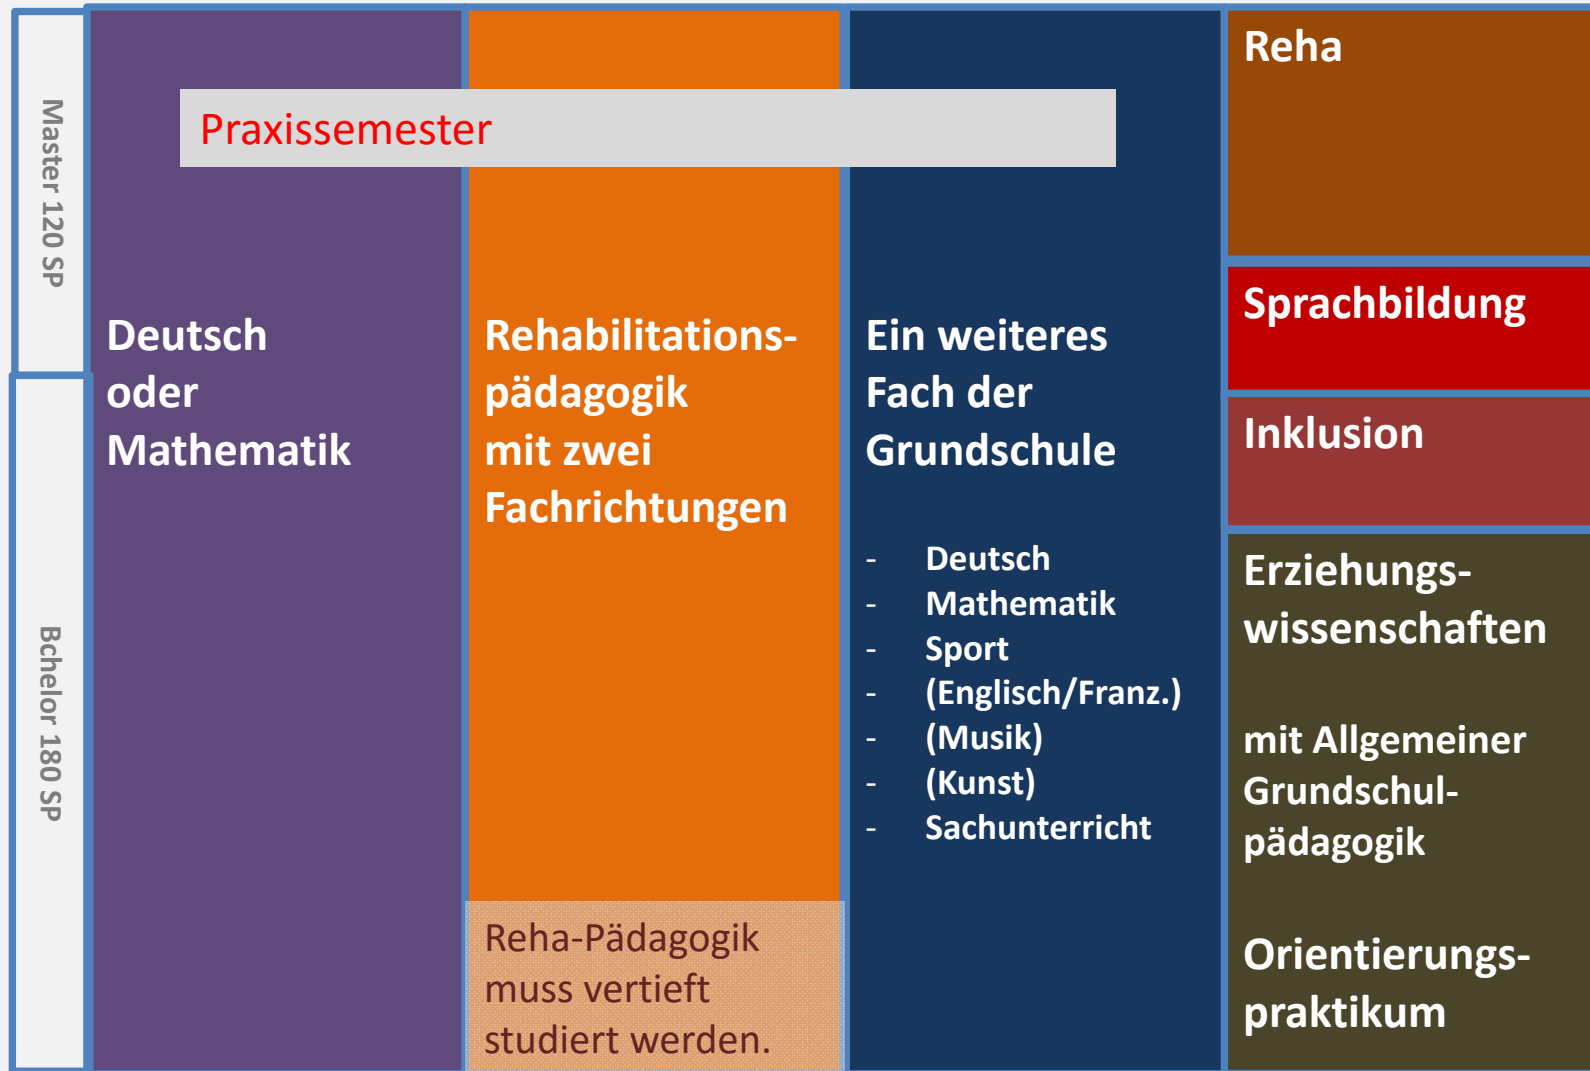 Master 120 SP
Bchelor 180 SP
Praxissemester
Deutsch
oder
Mathematik
Rehabilitations-
pädagogik
mit zwei
Fachrichtungen
Reha-Pädagogik
muss vertieft
studiert werden.
Ein weiteres
Fach der
Grundschule
- Deutsch
- Mathematik
- Sport
- (Englisch/Franz.)
- (Musik)
- (Kunst)
- Sachunterricht
Reha
Sprachbildung
Inklusion
Erziehungs-
wissenschaften
mit Allgemeiner
Grundschul-
pädagogik
Orientierungs-
praktikum